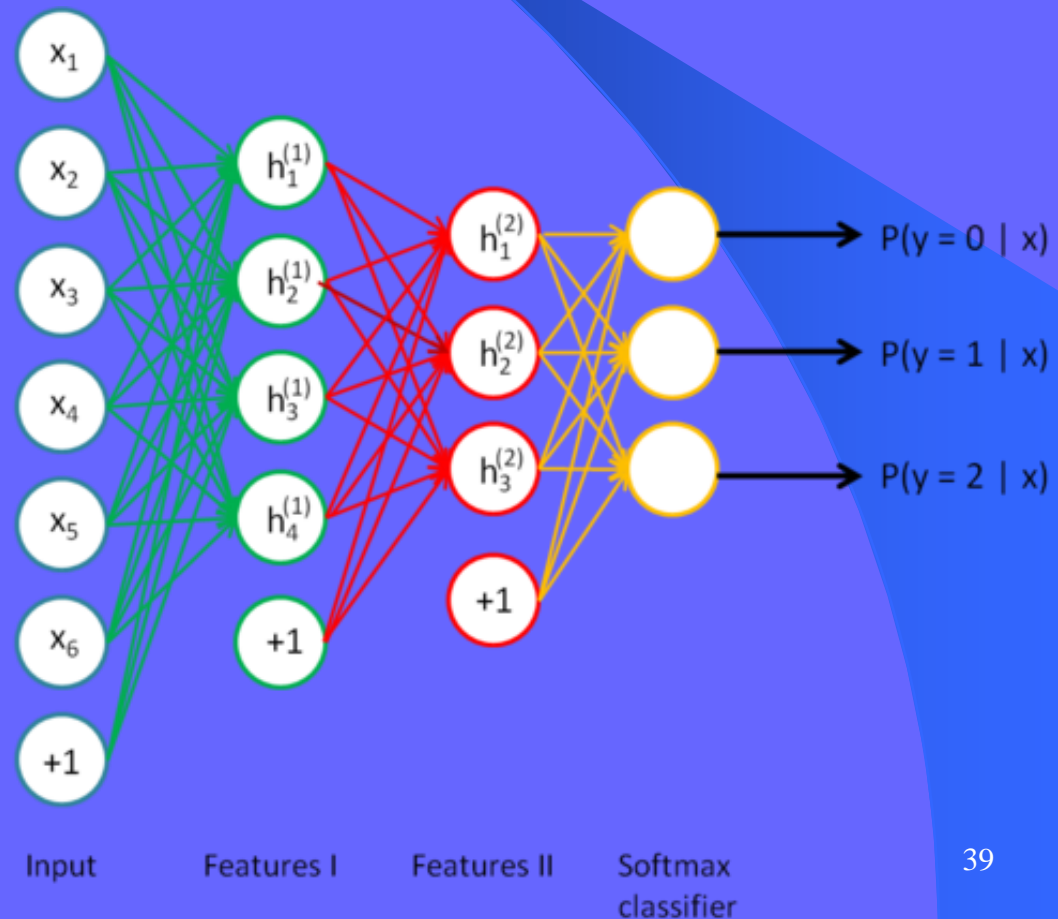 x₁
x₂
x₃
x₄
x₅
x₆
+1
h₁⁽¹⁾
h₂⁽¹⁾
h₃⁽¹⁾
h₄⁽¹⁾
+1
h₁⁽²⁾
h₂⁽²⁾
h₃⁽²⁾
+1
P(y = 0 | x)
P(y = 1 | x)
P(y = 2 | x)
Input
Features I
Features II
Softmax
classifier
39